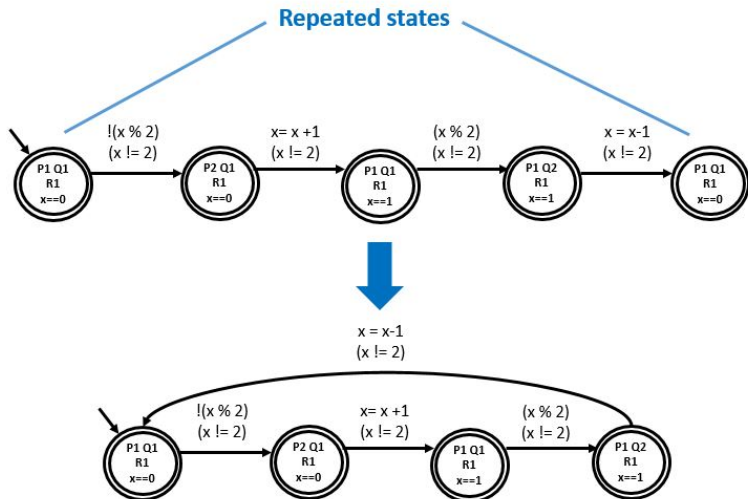 Repeated states
!(x % 2)
(x != 2)
x= x +1
(x != 2)
(x % 2)
(x != 2)
x = x-1
(x != 2)
P1 Q1
R1
x==0
P2 Q1
R1
x==0
P1 Q1
R1
x==1
P1 Q2
R1
x==1
P1 Q1
R1
x==0
x = x-1
(x != 2)
!(x % 2)
(x != 2)
x= x +1
(x != 2)
(x % 2)
(x != 2)
P1 Q1
R1
x==0
P2 Q1
R1
x==0
P1 Q1
R1
x==1
P1 Q2
R1
x==1